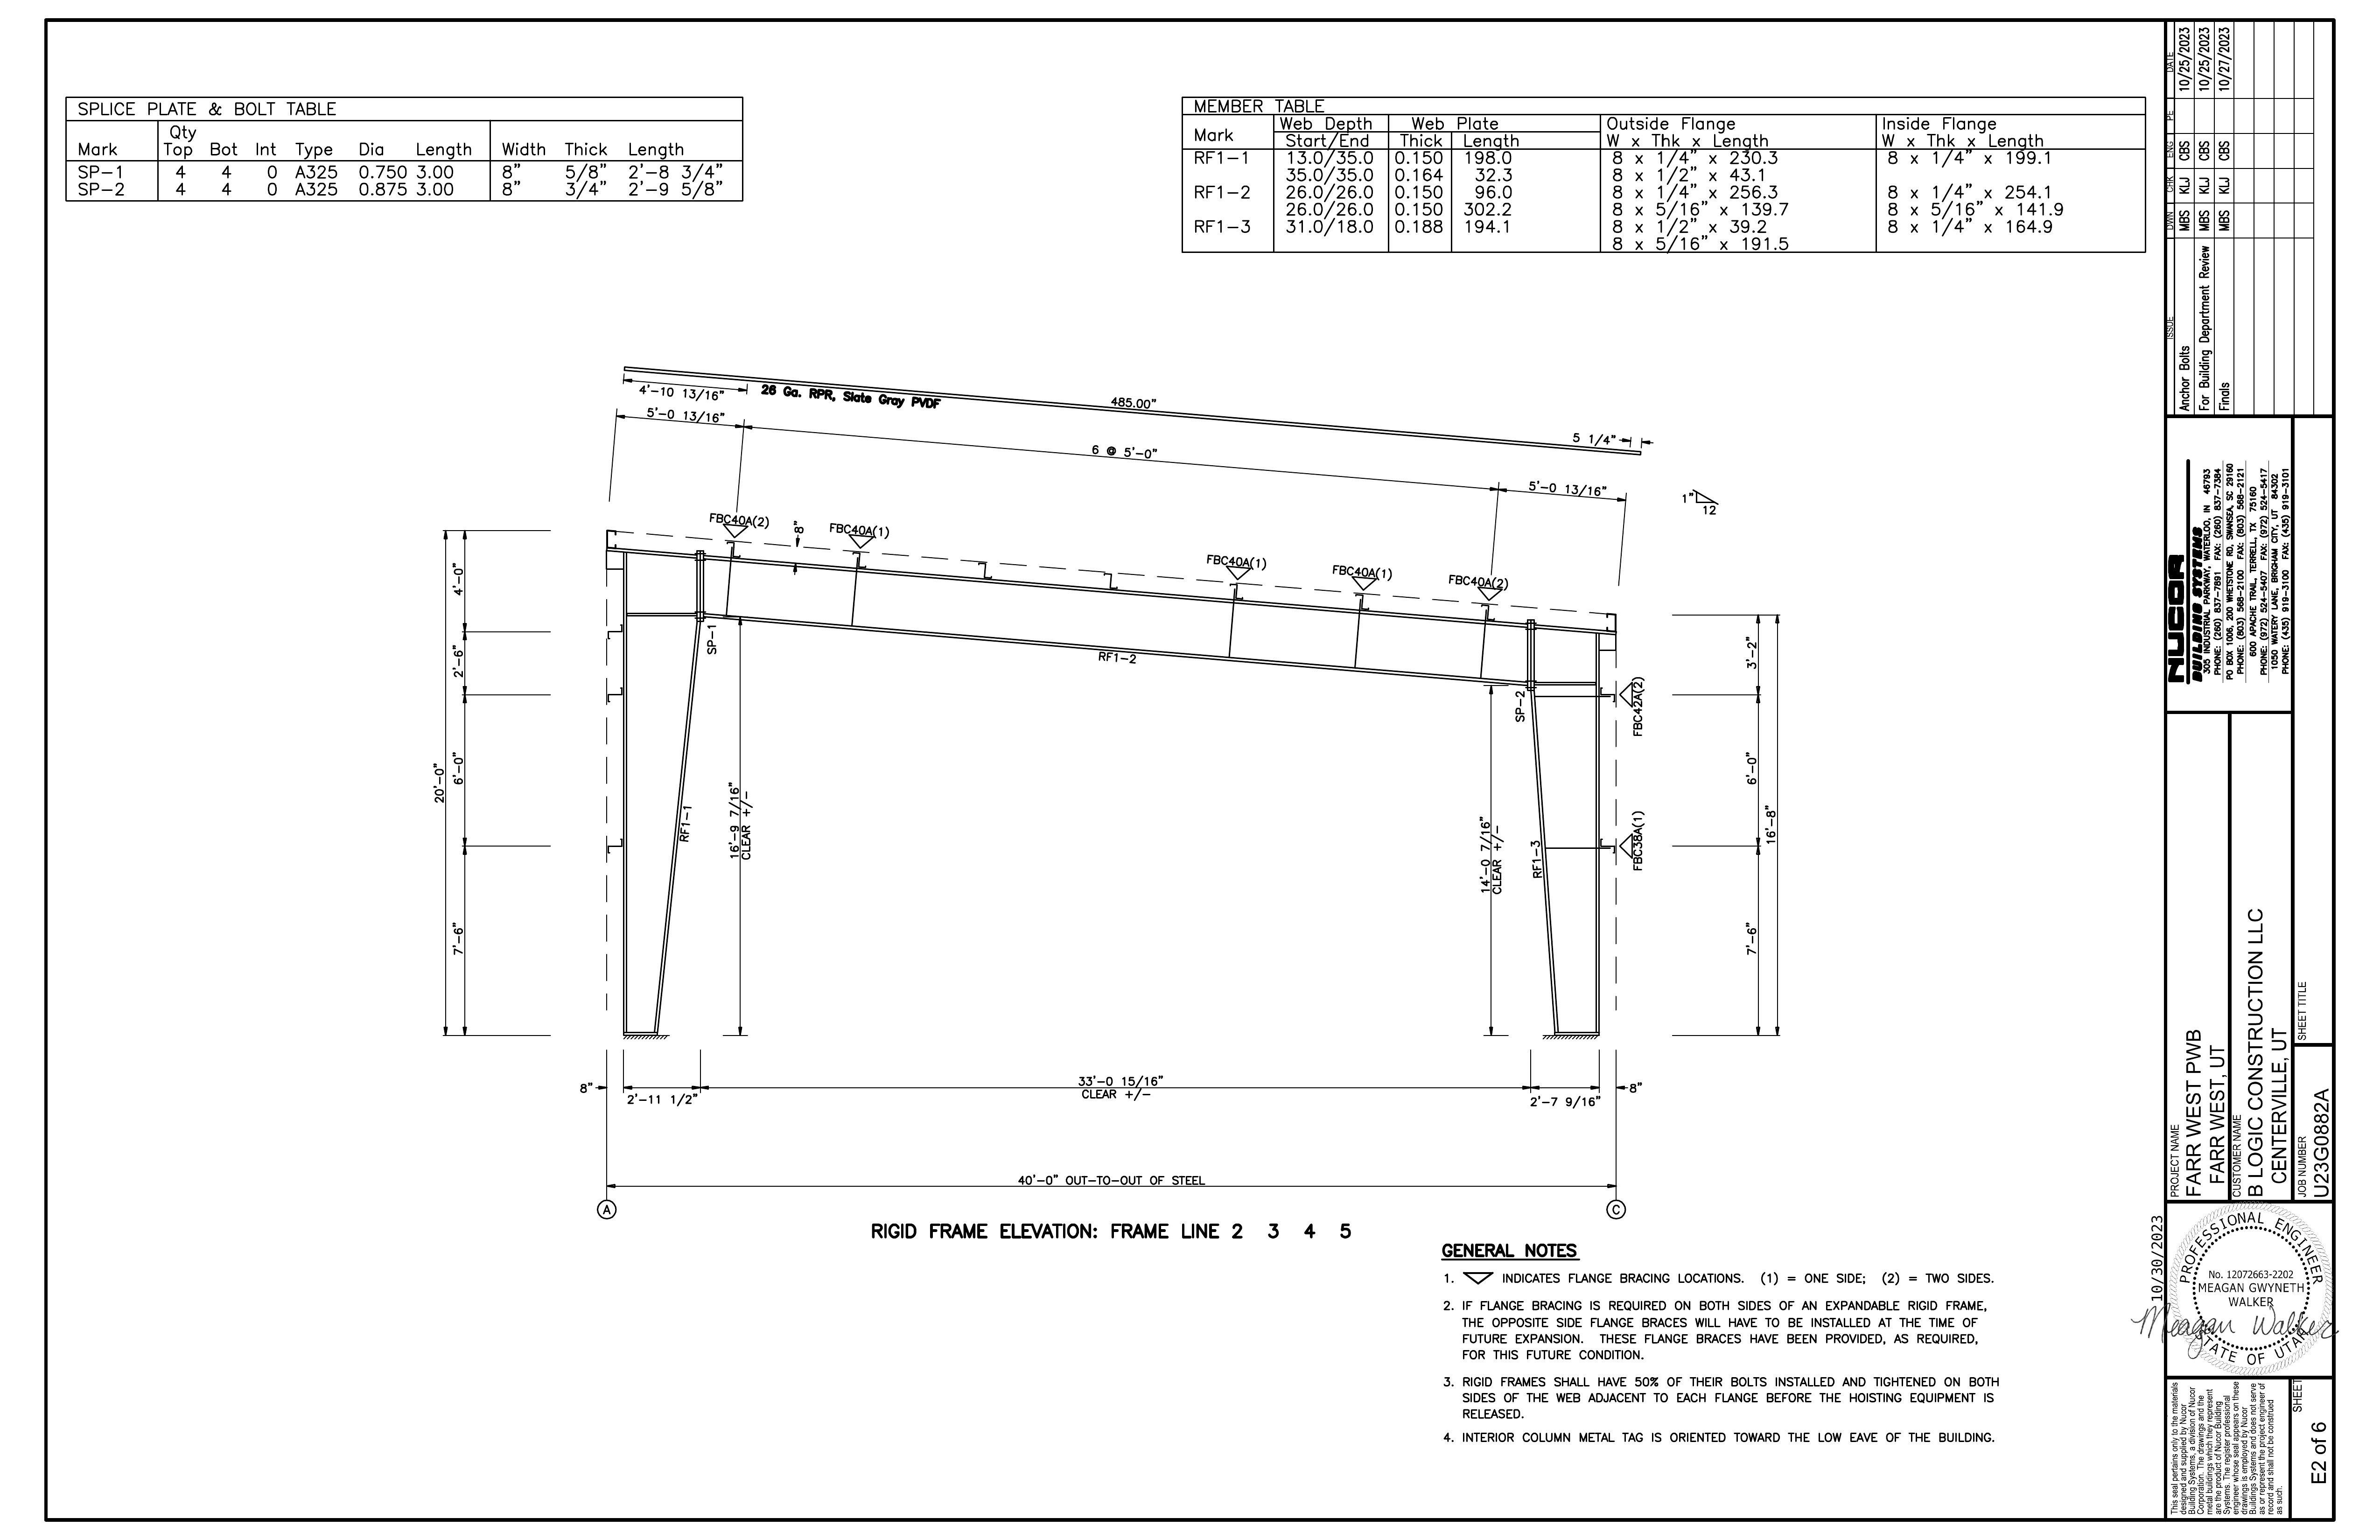 SPLICE PLATE & BOLT TABLE
Mark Qty Top Bot Int Type Dia Length Width Thick Length
SP-1 4 4 0 A325 0.750 3.00 8" 5/8" 2'-8 3/4"
SP-2 4 4 0 A325 0.875 3.00 8" 3/4" 2'-9 5/8"
MEMBER TABLE
Mark Web Depth Start/End Web Plate Thick Length Outside Flange W x Thk x Length Inside Flange W x Thk x Length
RF1-1 13.0/35.0 0.150 198.0 8 x 1/4" x 230.3 8 x 1/4" x 199.1
35.0/35.0 0.164 32.3 8 x 1/2" x 43.1
RF1-2 26.0/26.0 0.150 96.0 8 x 1/4" x 256.3 8 x 1/4" x 254.1
26.0/26.0 0.150 302.2 8 x 5/16" x 139.7 8 x 5/16" x 141.9
RF1-3 31.0/18.0 0.188 194.1 8 x 1/2" x 39.2 8 x 1/4" x 164.9
8 x 5/16" x 191.5
4'-10 13/16"
26 Ga. RPR, Slate Gray PVDF
485.00"
5 1/4"
5'-0 13/16"
6 @ 5'-0"
5'-0 13/16"
1"
12
FBC40A(2)
8"
FBC40A(1)
FBC40A(1)
FBC40A(1)
FBC40A(2)
4'-0"
2'-6"
6'-0"
7'-6"
20'-0"
SP-1
RF1-1
16'-9 7/16"
CLEAR +/-
RF1-2
SP-2
RF1-3
14'-0 7/16"
CLEAR +/-
FBC42A(2)
FBC38A(1)
3'-2"
6'-0"
7'-6"
16'-8"
8"
2'-11 1/2"
33'-0 15/16"
CLEAR +/-
2'-7 9/16"
8"
40'-0" OUT-TO-OUT OF STEEL
A
C
RIGID FRAME ELEVATION: FRAME LINE 2 3 4 5
GENERAL NOTES
1. INDICATES FLANGE BRACING LOCATIONS. (1) = ONE SIDE; (2) = TWO SIDES.
2. IF FLANGE BRACING IS REQUIRED ON BOTH SIDES OF AN EXPANDABLE RIGID FRAME,
THE OPPOSITE SIDE FLANGE BRACES WILL HAVE TO BE INSTALLED AT THE TIME OF
FUTURE EXPANSION. THESE FLANGE BRACES HAVE BEEN PROVIDED, AS REQUIRED,
FOR THIS FUTURE CONDITION.
3. RIGID FRAMES SHALL HAVE 50% OF THEIR BOLTS INSTALLED AND TIGHTENED ON BOTH
SIDES OF THE WEB ADJACENT TO EACH FLANGE BEFORE THE HOISTING EQUIPMENT IS
RELEASED.
4. INTERIOR COLUMN METAL TAG IS ORIENTED TOWARD THE LOW EAVE OF THE BUILDING.
ISSUE DWN CHK ENG PE DATE
Anchor Bolts MBS KLJ CBS 10/25/2023
For Building Department Review MBS KLJ CBS 10/25/2023
Finals MBS KLJ CBS 10/27/2023
NUCOR
BUILDING SYSTEMS
305 INDUSTRIAL PARKWAY, WATERLOO, IN 46793
PHONE: (260) 837-7891 FAX: (260) 837-7384
PO BOX 1006, 200 WHETSTONE RD, SWANSEA, SC 29160
PHONE: (803) 568-2100 FAX: (803) 568-2121
600 APACHE TRAIL, TERRELL, TX 75160
PHONE: (972) 524-5407 FAX: (972) 524-5417
1050 WATERY LANE, BRIGHAM CITY, UT 84302
PHONE: (435) 919-3100 FAX: (435) 919-3101
PROJECT NAME
FARR WEST PWB
FARR WEST, UT
CUSTOMER NAME
B LOGIC CONSTRUCTION LLC
CENTERVILLE, UT
JOB NUMBER
U23G0882A
SHEET TITLE
10/30/2023
PROFESSIONAL ENGINEER
No. 12072663-2202
MEAGAN GWYNETH
WALKER
Meagan Walker
STATE OF UTAH
This seal pertains only to the materials
designed and supplied by Nucor
Building Systems, a division of Nucor
Corporation. The drawings and the
metal buildings which they represent
are the product of Nucor Building
Systems. The register professional
engineer whose seal appears on these
drawings is employed by Nucor
Buildings Systems and does not serve
as or represent the project engineer of
record and shall not be construed
as such.
SHEET
E2 of 6